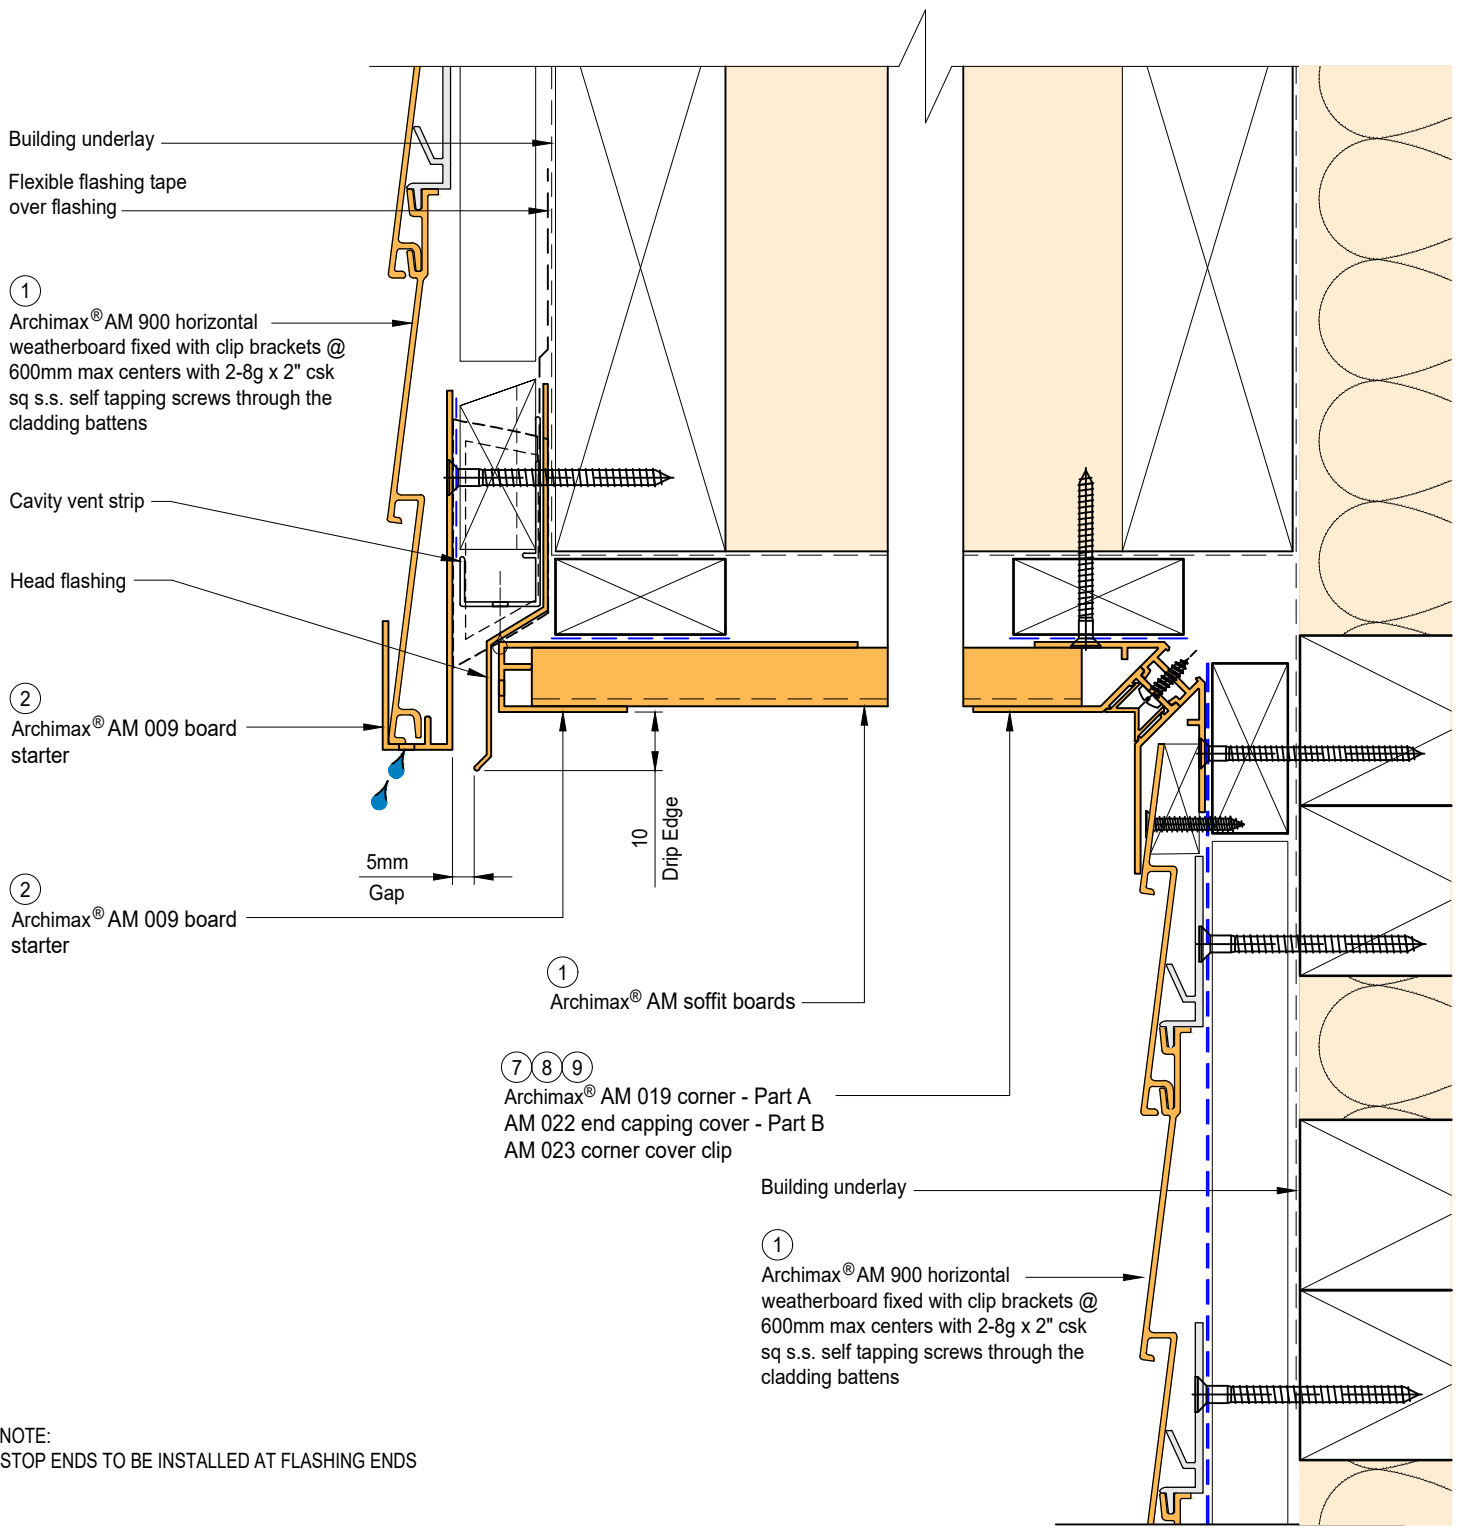 Building underlay
Flexible flashing tape
over flashing
1
Archimax® AM 900 horizontal
weatherboard fixed with clip brackets @
600mm max centers with 2-8g x 2" csk
sq s.s. self tapping screws through the
cladding battens
Cavity vent strip
Head flashing
2
Archimax® AM 009 board
starter
5mm
Gap
10
Drip Edge
2
Archimax® AM 009 board
starter
1
Archimax® AM soffit boards
7 8 9
Archimax® AM 019 corner - Part A
AM 022 end capping cover - Part B
AM 023 corner cover clip
Building underlay
1
Archimax® AM 900 horizontal
weatherboard fixed with clip brackets @
600mm max centers with 2-8g x 2" csk
sq s.s. self tapping screws through the
cladding battens
NOTE:
STOP ENDS TO BE INSTALLED AT FLASHING ENDS